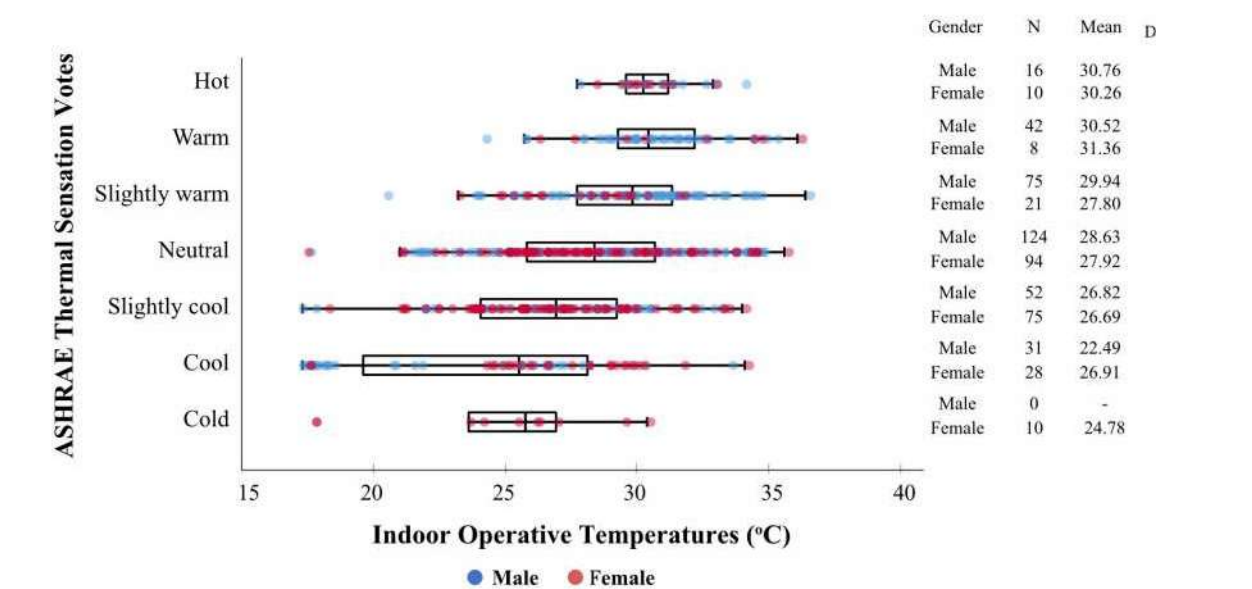 Gender N Mean D
Hot
Male 16 30.76
Female 10 30.26
Warm
Male 42 30.52
Female 8 31.36
Slightly warm
Male 75 29.94
Female 21 27.80
Neutral
Male 124 28.63
Female 94 27.92
Slightly cool
Male 52 26.82
Female 75 26.69
Cool
Male 31 22.49
Female 28 26.91
Cold
Male 0 -
Female 10 24.78
ASHRAE Thermal Sensation Votes
15 20 25 30 35 40
Indoor Operative Temperatures (°C)
Male Female